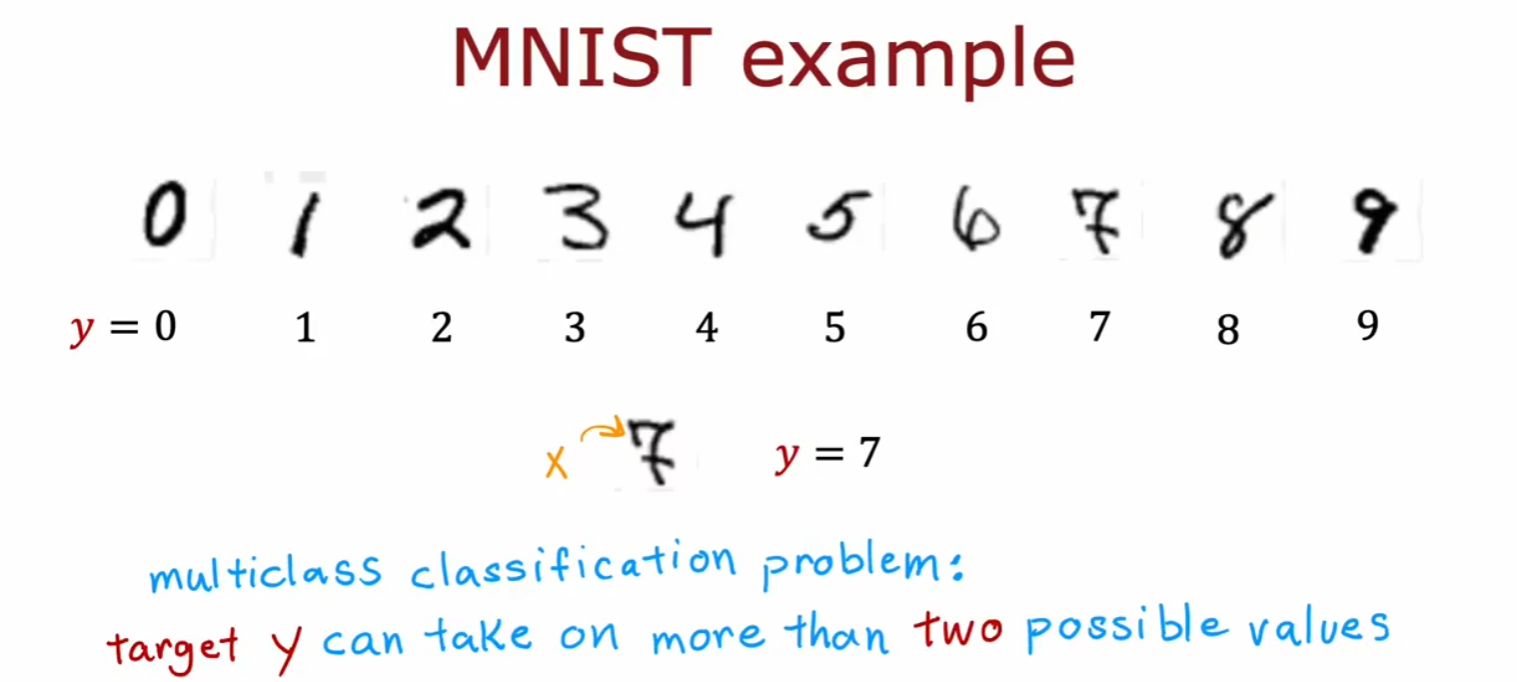 MNIST example
0 1 2 3 4 5 6 7 8 9
y = 0 1 2 3 4 5 6 7 8 9
x 7 y = 7
multiclass classification problem:
target y can take on more than two possible values